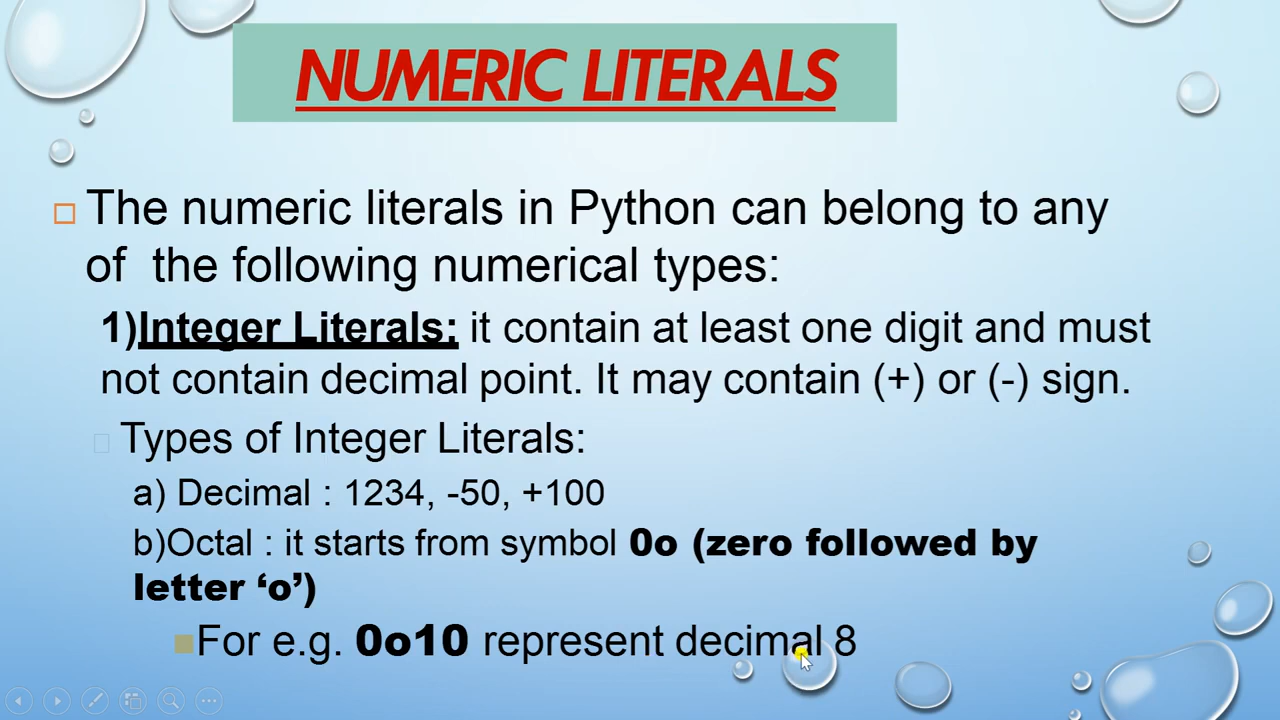 NUMERIC LITERALS
The numeric literals in Python can belong to any
of the following numerical types:
1)Integer Literals: it contain at least one digit and must
not contain decimal point. It may contain (+) or (-) sign.
Types of Integer Literals:
a) Decimal : 1234, -50, +100
b)Octal : it starts from symbol 0o (zero followed by
letter ‘o’)
For e.g. 0o10 represent decimal 8